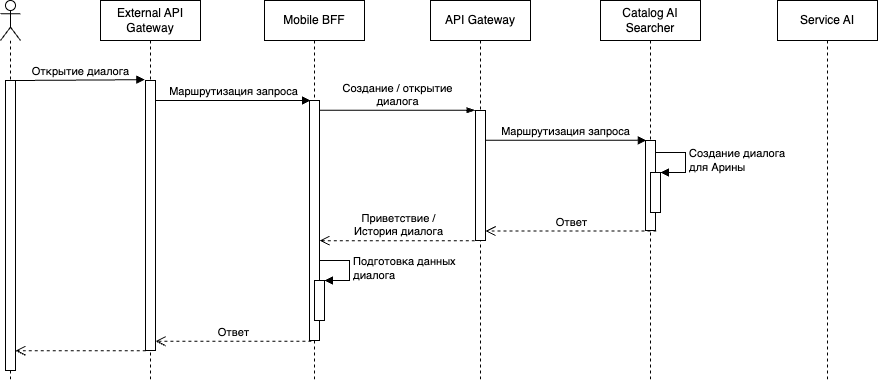 External API
Gateway
Mobile BFF
API Gateway
Catalog AI
Searcher
Service AI
Открытие диалога
Маршрутизация запроса
Создание / открытие
диалога
Маршрутизация запроса
Создание диалога
для Арины
Ответ
Приветствие /
История диалога
Подготовка данных
диалога
Ответ